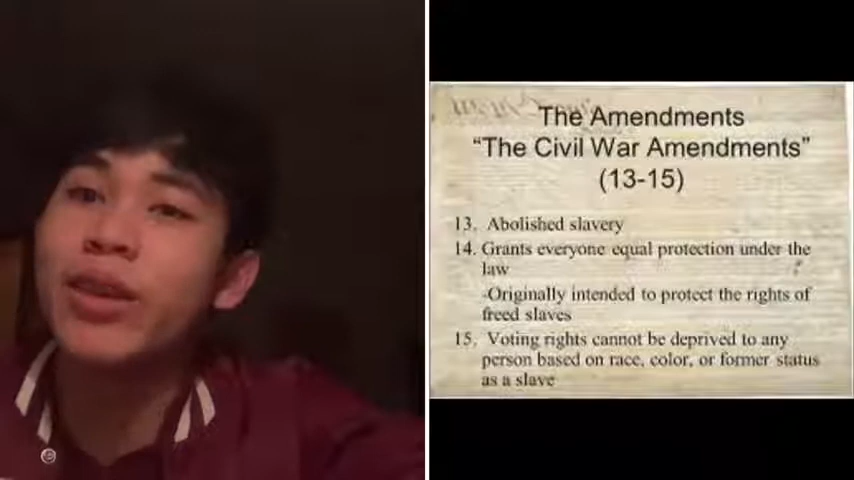 The Amendments
“The Civil War Amendments”
(13-15)
13. Abolished slavery
14. Grants everyone equal protection under the
law
-Originally intended to protect the rights of
freed slaves
15. Voting rights cannot be deprived to any
person based on race, color, or former status
as a slave